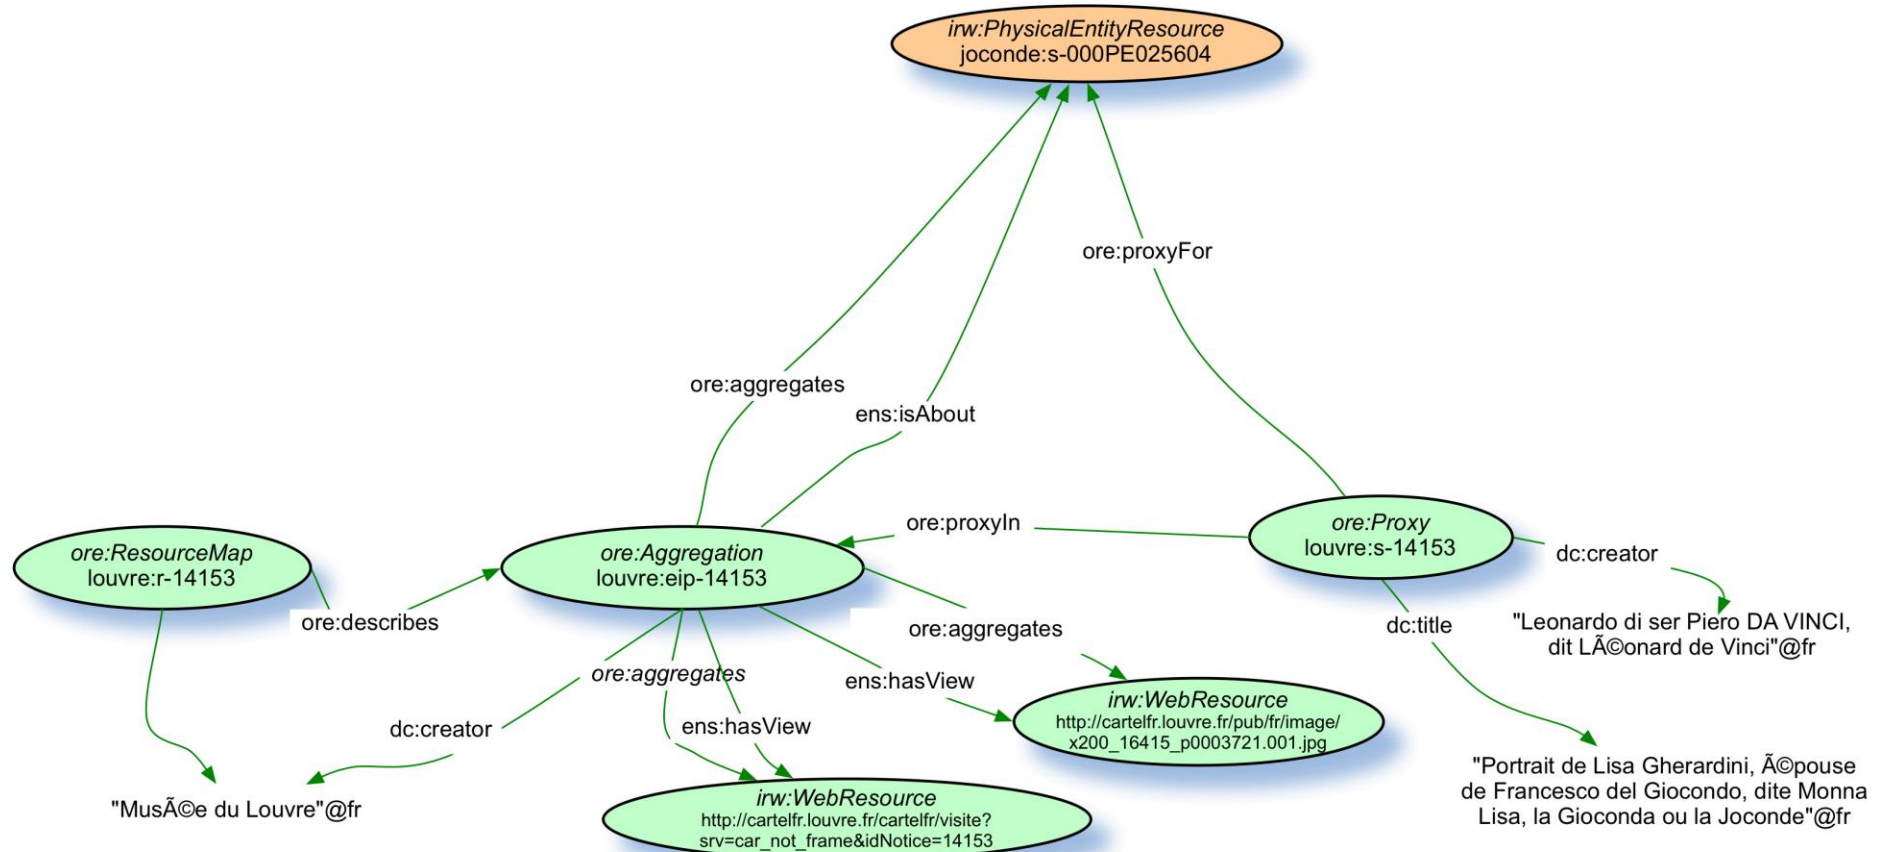 irw:PhysicalEntityResource
joconde:s-000PE025604
ore:proxyFor
ore:aggregates
ens:isAbout
ore:proxyIn
ore:Proxy
louvre:s-14153
ore:ResourceMap
louvre:r-14153
ore:Aggregation
louvre:eip-14153
dc:creator
ore:describes
ore:aggregates
dc:title
"Leonardo di ser Piero DA VINCI,
dit LÃ©onard de Vinci"@fr
ore:aggregates
ens:hasView
irw:WebResource
http://cartelfr.louvre.fr/pub/fr/image/
x200_16415_p0003721.001.jpg
dc:creator
ens:hasView
"Portrait de Lisa Gherardini, Ã©pouse
de Francesco del Giocondo, dite Monna
Lisa, la Gioconda ou la Joconde"@fr
"MusÃ©e du Louvre"@fr
irw:WebResource
http://cartelfr.louvre.fr/cartelfr/visite?
srv=car_not_frame&idNotice=14153